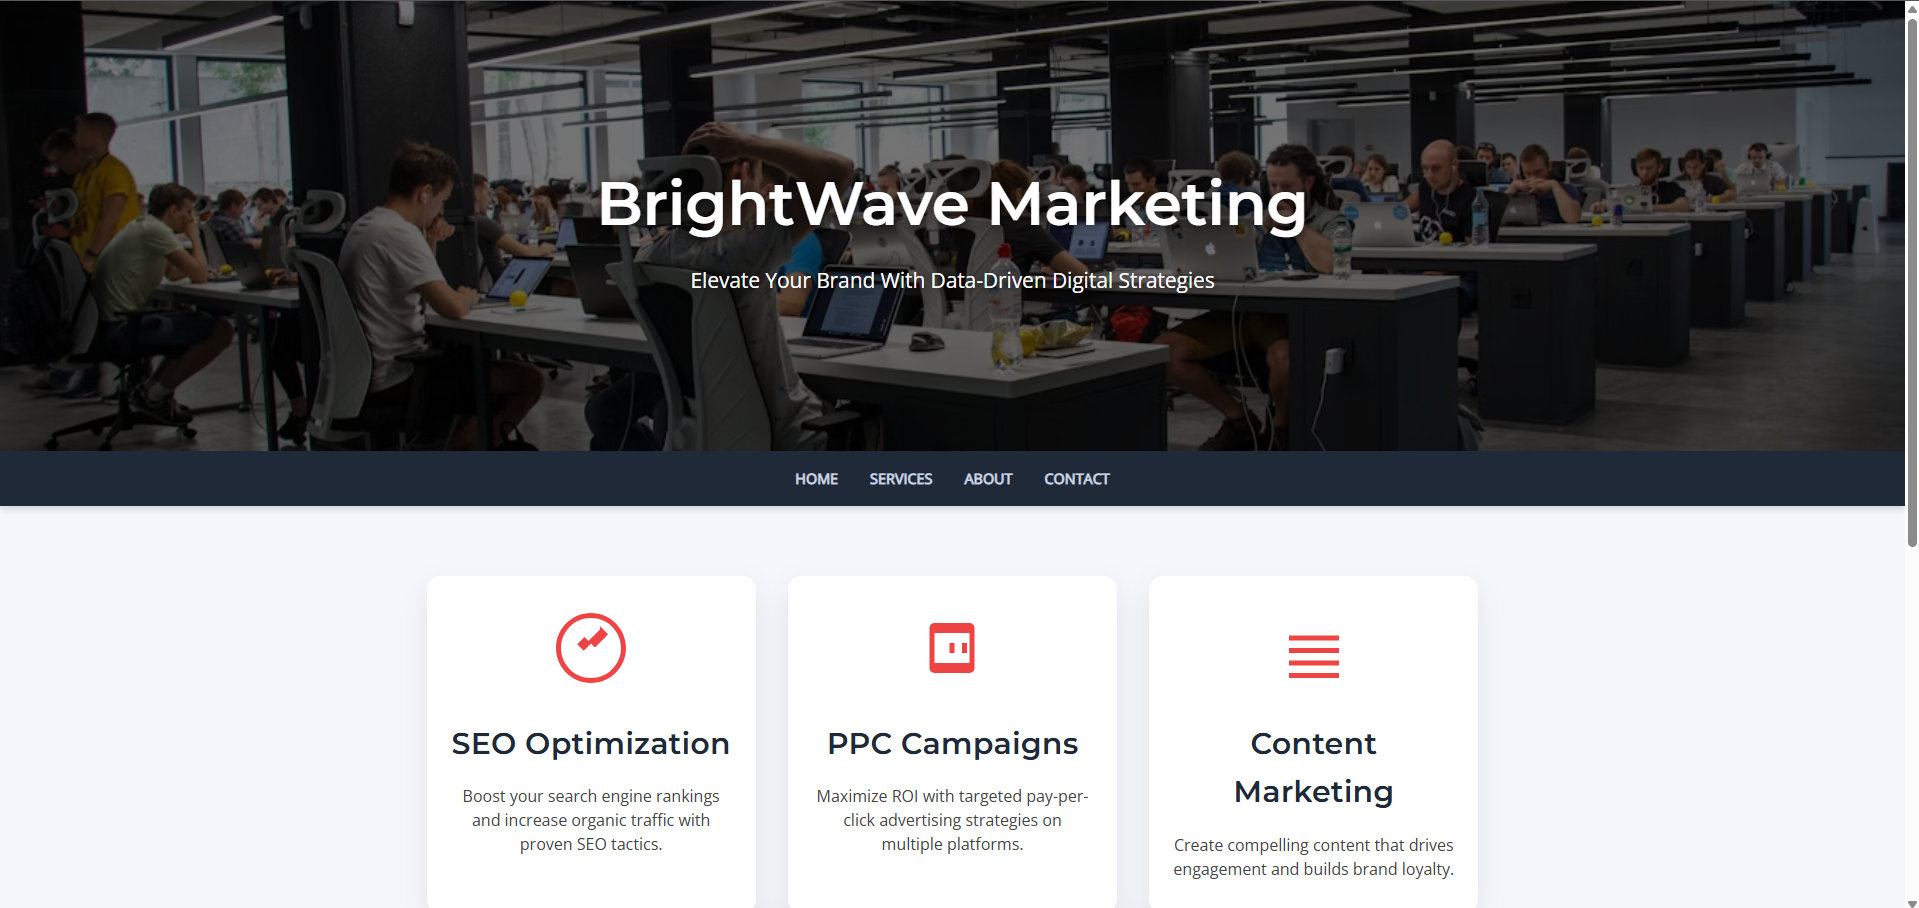 BrightWave Marketing
Elevate Your Brand With Data-Driven Digital Strategies
HOME SERVICES ABOUT CONTACT
SEO Optimization
Boost your search engine rankings
and increase organic traffic with
proven SEO tactics.
PPC Campaigns
Maximize ROI with targeted pay-per-
click advertising strategies on
multiple platforms.
Content
Marketing
Create compelling content that drives
engagement and builds brand loyalty.